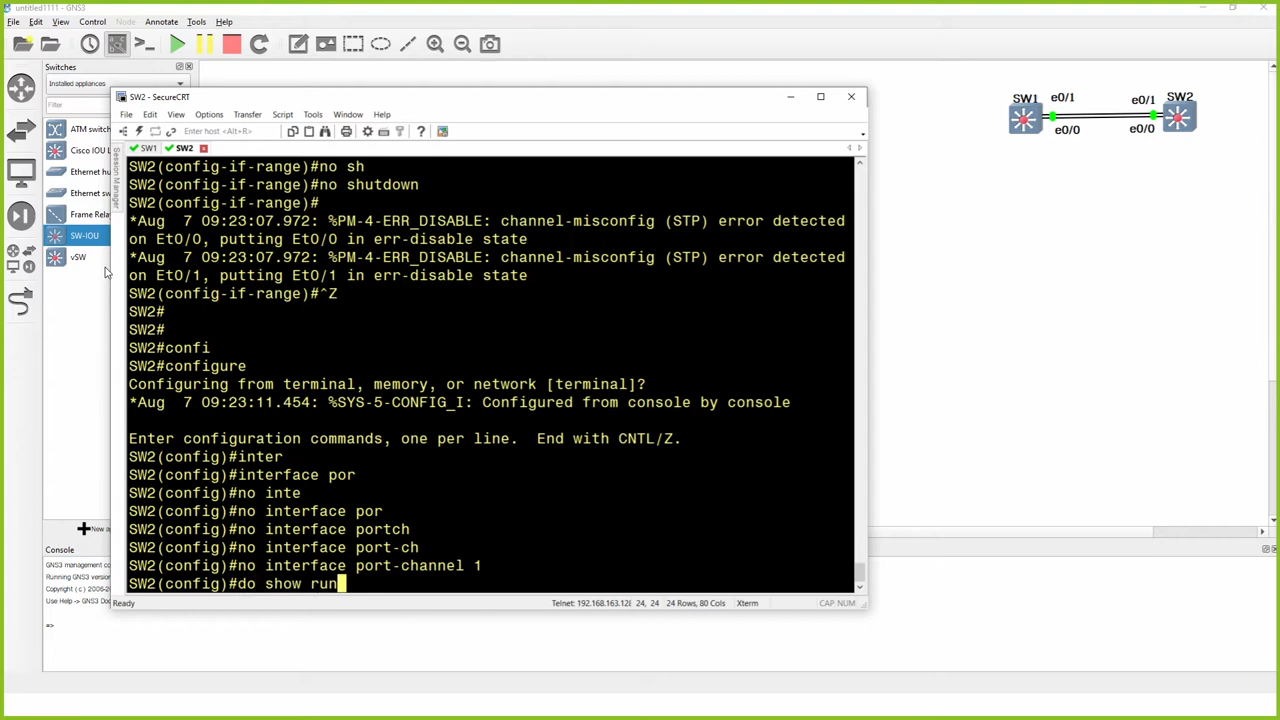 untitled1111 - GNS3
File Edit View Control Node Annotate Tools Help
Switches
Installed appliances
Filter
ATM switch
Cisco IOU L
Ethernet hu
Ethernet sw
Frame Rela
SW-IOU
vSW
New a
SW1 e0/1 e0/1 SW2
e0/0 e0/0
SW2 - SecureCRT
File Edit View Options Transfer Script Tools Window Help
Enter host <Alt+R>
Session Manager
SW1 SW2
SW2(config-if-range)#no sh
SW2(config-if-range)#no shutdown
SW2(config-if-range)#
*Aug  7 09:23:07.972: %PM-4-ERR_DISABLE: channel-misconfig (STP) error detected
on Et0/0, putting Et0/0 in err-disable state
*Aug  7 09:23:07.972: %PM-4-ERR_DISABLE: channel-misconfig (STP) error detected
on Et0/1, putting Et0/1 in err-disable state
SW2(config-if-range)#^Z
SW2#
SW2#
SW2#confi
SW2#configure
Configuring from terminal, memory, or network [terminal]?
*Aug  7 09:23:11.454: %SYS-5-CONFIG_I: Configured from console by console
Enter configuration commands, one per line.  End with CNTL/Z.
SW2(config)#inter
SW2(config)#interface por
SW2(config)#no inte
SW2(config)#no interface por
SW2(config)#no interface portch
SW2(config)#no interface port-ch
SW2(config)#no interface port-channel 1
SW2(config)#do show run
Ready Telnet: 192.168.163.128 24, 24 24 Rows, 80 Cols Xterm CAP NUM
Console
GNS3 management co
Running GNS3 version
Copyright (c) 2006-2
Use Help -> GNS3 Doc
=>